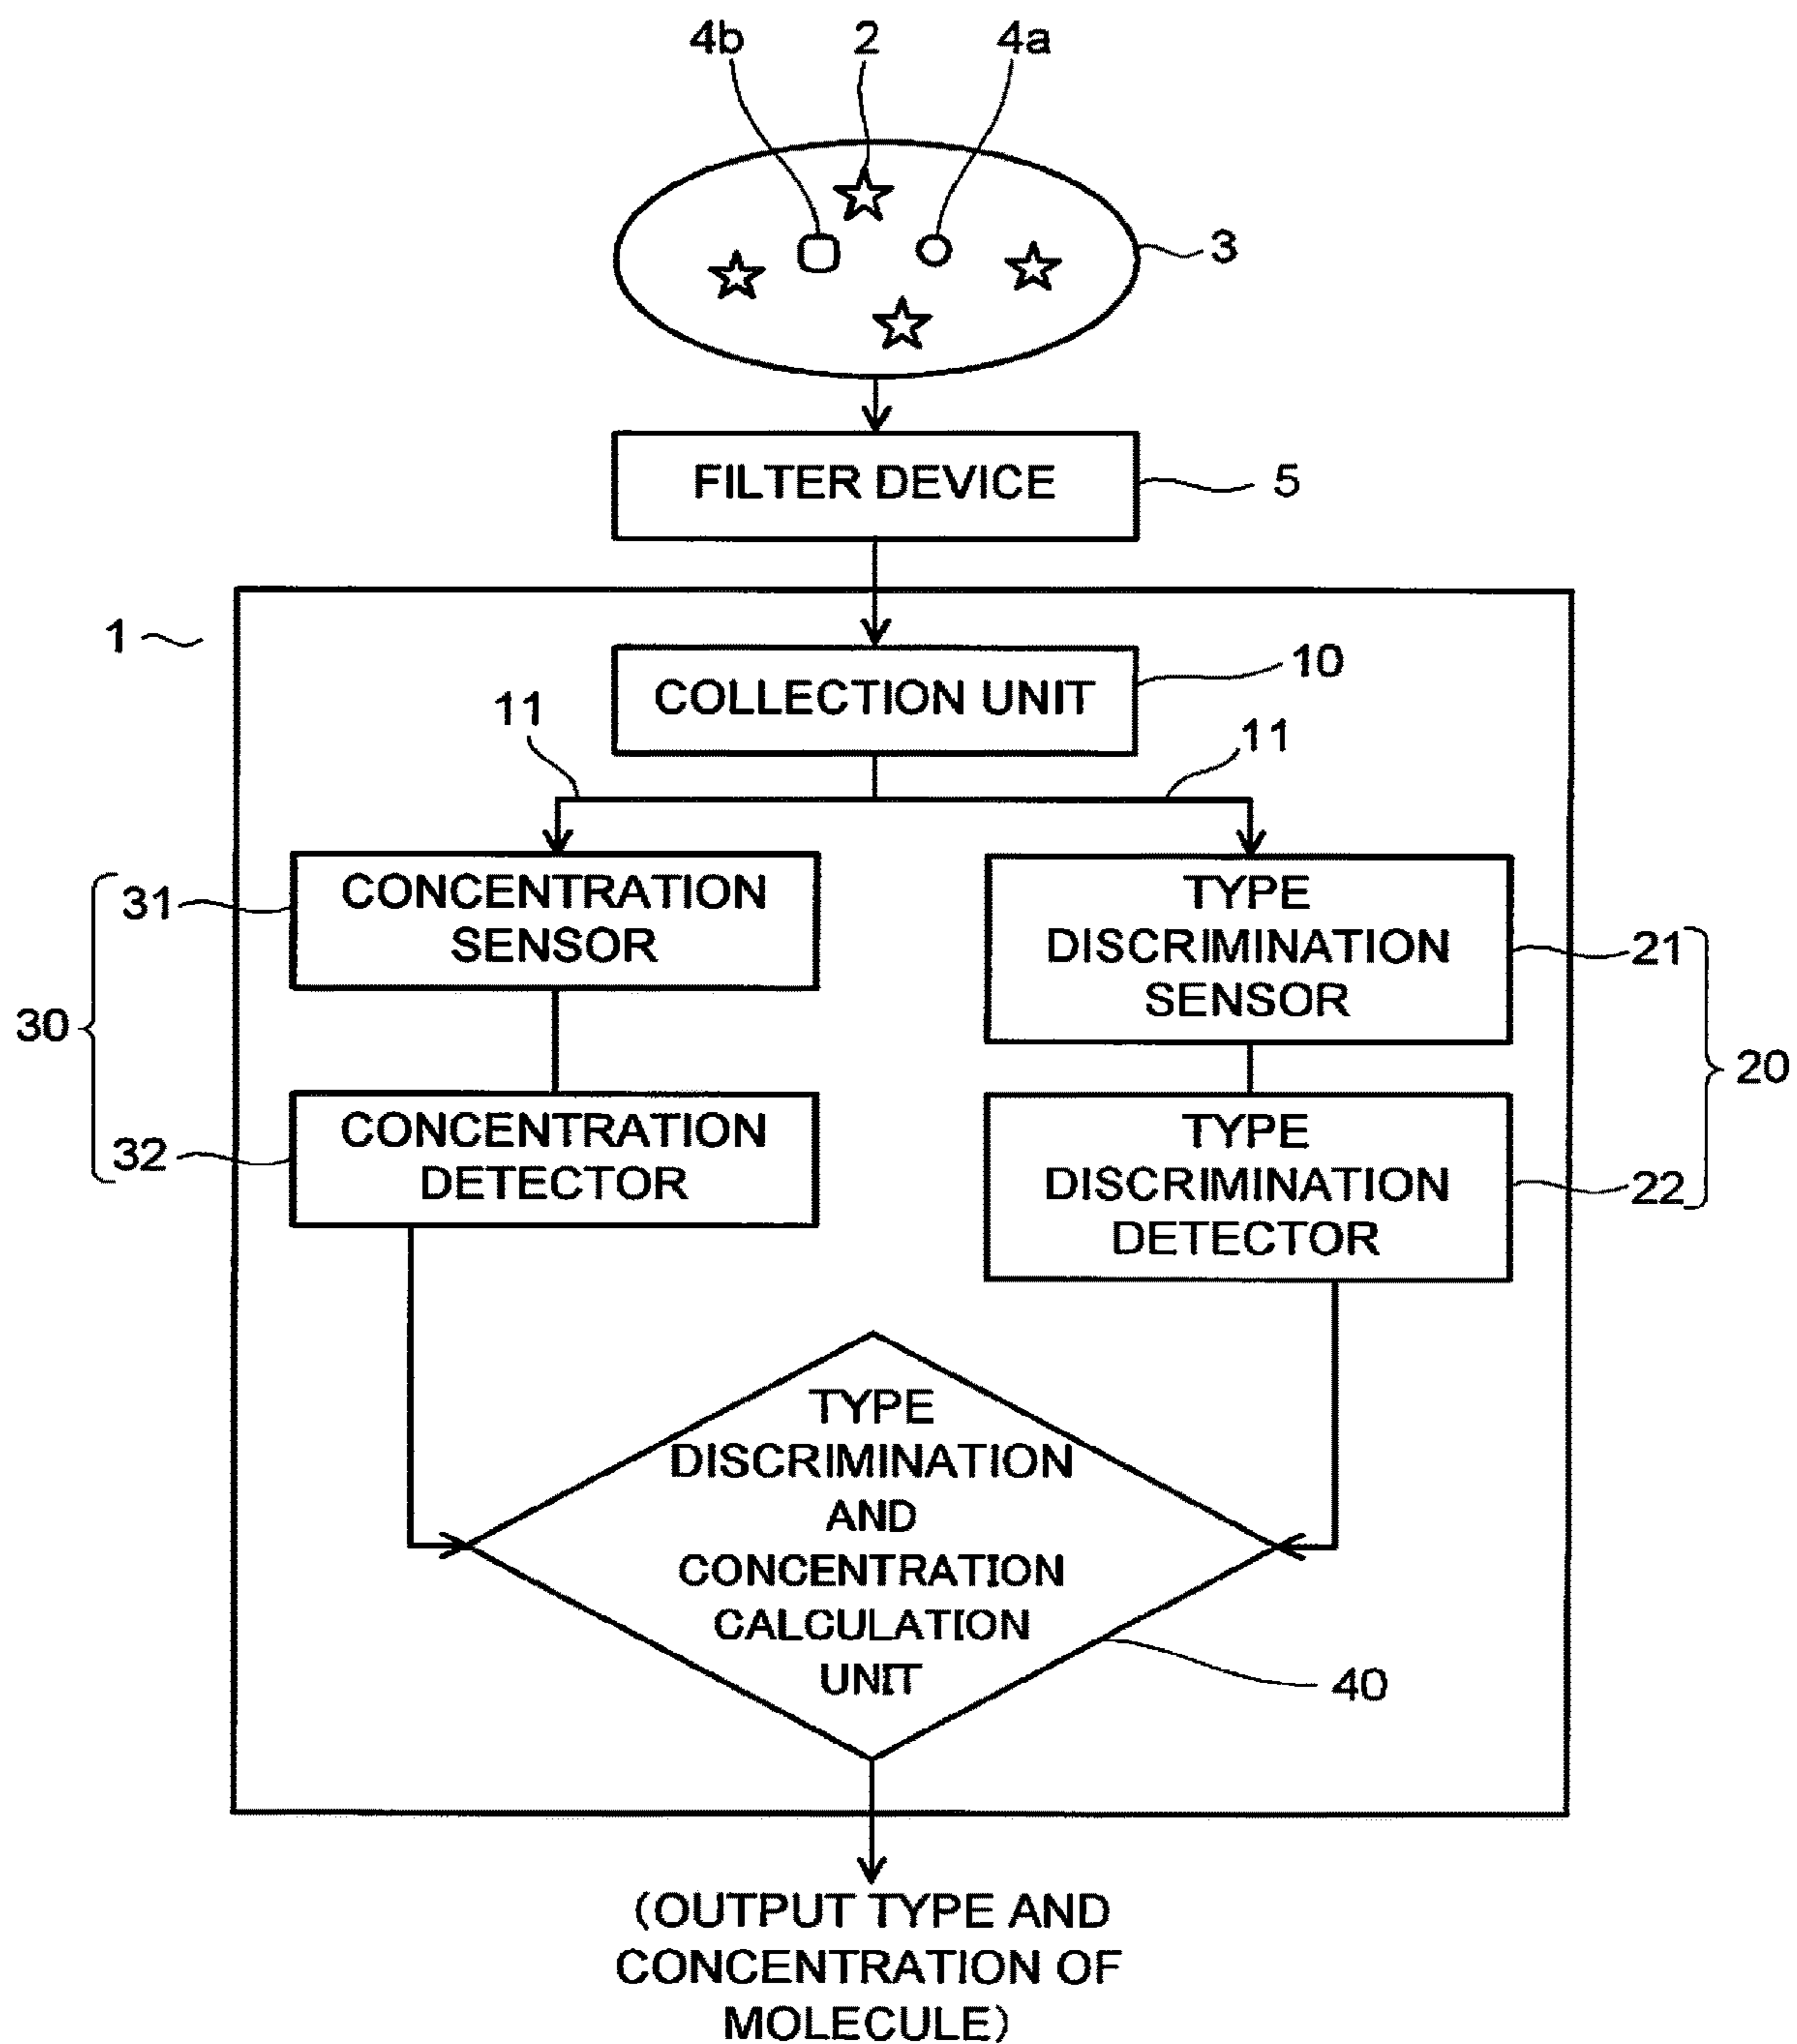 4b 2 4a
3
FILTER DEVICE 5
1
COLLECTION UNIT 10
11 11
31 CONCENTRATION
SENSOR
TYPE
DISCRIMINATION
SENSOR 21
30
20
32 CONCENTRATION
DETECTOR
TYPE
DISCRIMINATION
DETECTOR 22
TYPE
DISCRIMINATION
AND
CONCENTRATION
CALCULATION
UNIT
40
(OUTPUT TYPE AND
CONCENTRATION OF
MOLECULE)